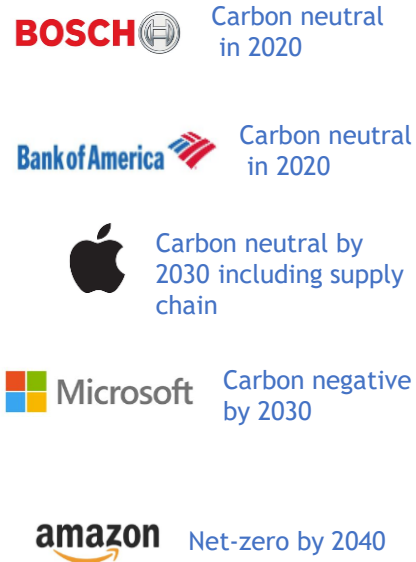 BOSCH
Carbon neutral
in 2020
Bank of America
Carbon neutral
in 2020
Carbon neutral by
2030 including supply
chain
Microsoft
Carbon negative
by 2030
amazon
Net-zero by 2040